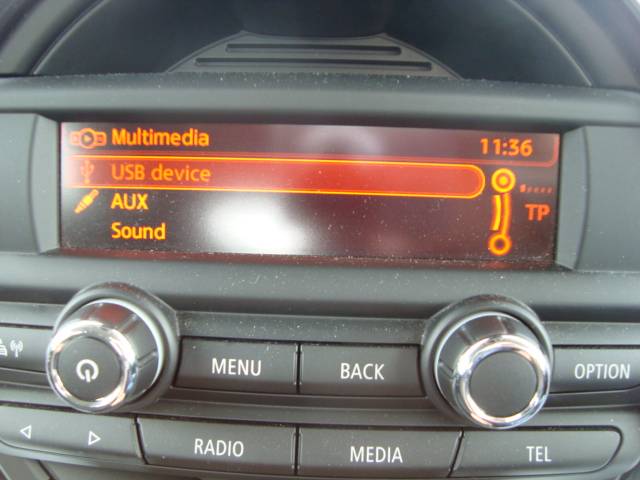 Multimedia 11:36
USB device
AUX TP
Sound
MENU BACK OPTION
RADIO MEDIA TEL